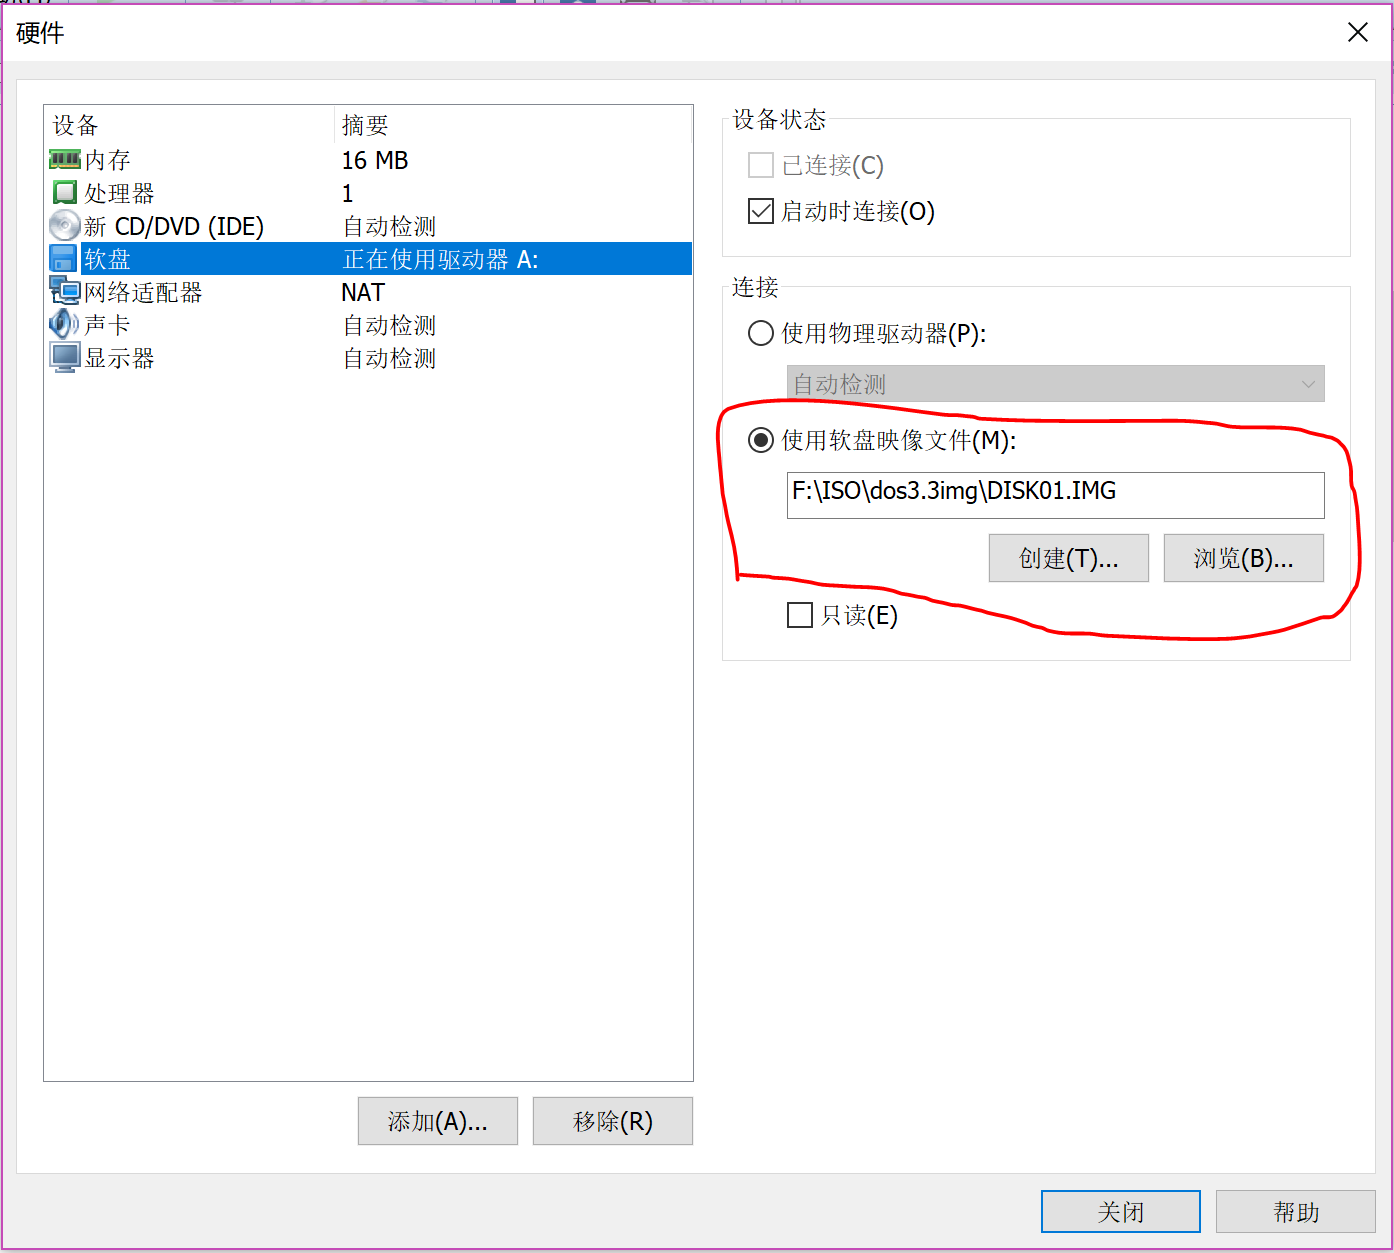 硬件
设备 摘要
内存 16 MB
处理器 1
新 CD/DVD (IDE) 自动检测
软盘 正在使用驱动器 A:
网络适配器 NAT
声卡 自动检测
显示器 自动检测
添加(A)... 移除(R)
设备状态
已连接(C)
启动时连接(O)
连接
使用物理驱动器(P):
自动检测
使用软盘映像文件(M):
F:\ISO\dos3.3img\DISK01.IMG
创建(T)... 浏览(B)...
只读(E)
关闭 帮助